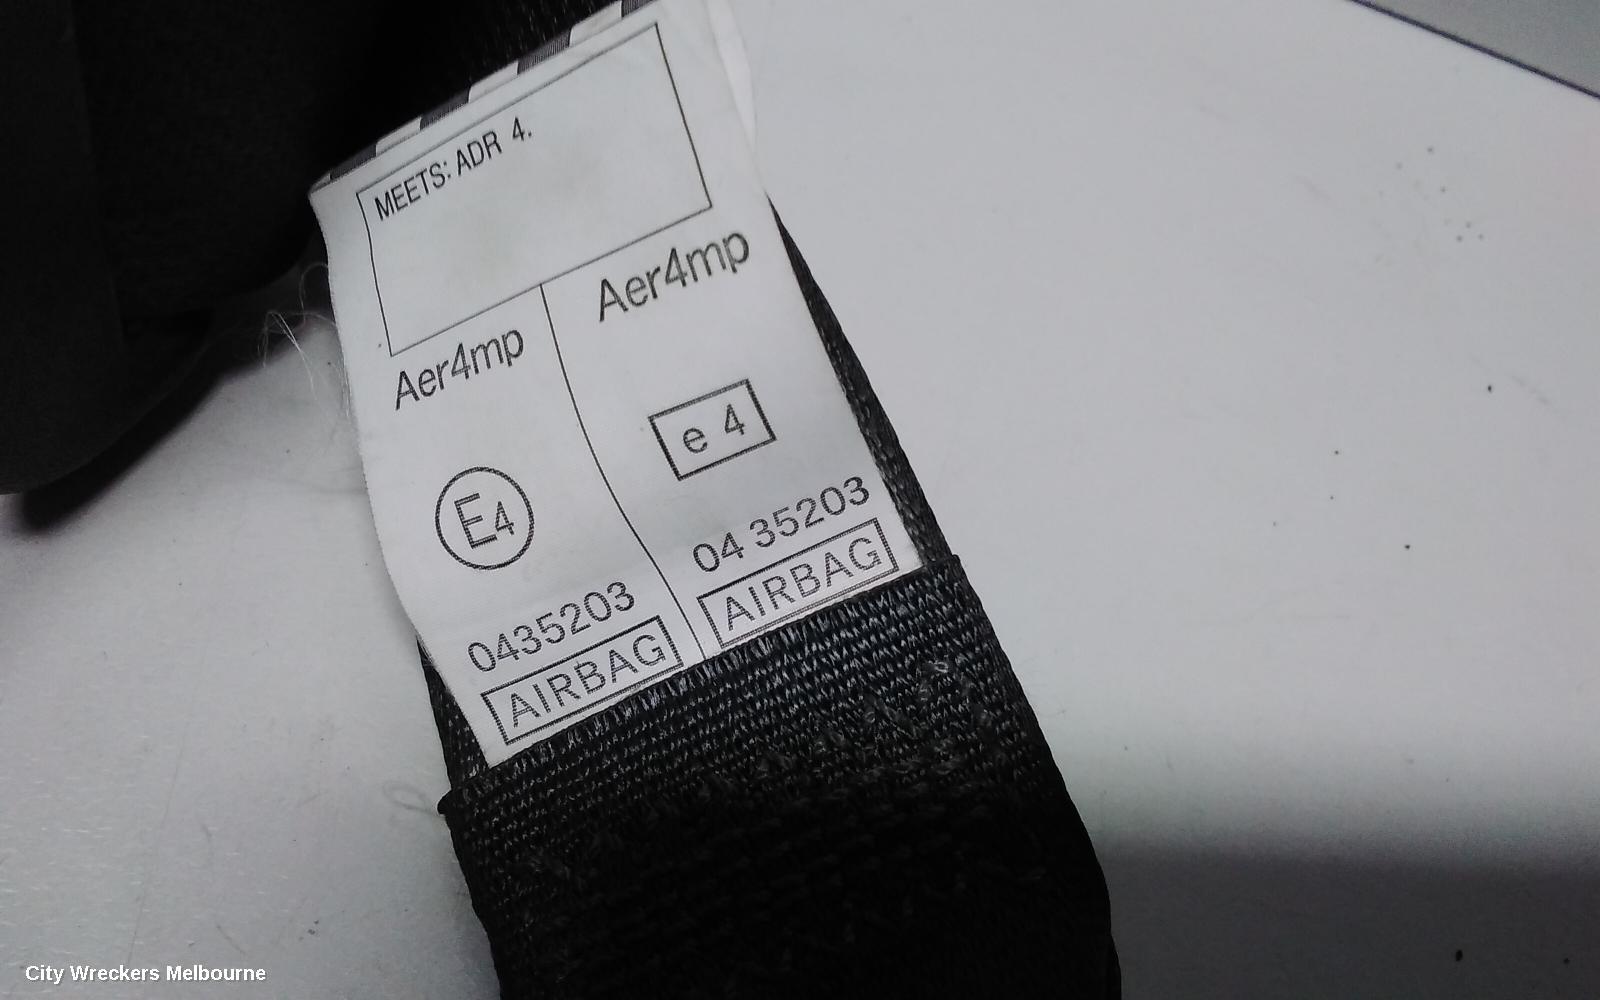 MEETS: ADR 4.
Aer4mp
E4
0435203
AIRBAG
Aer4mp
e 4
04 35203
AIRBAG
City Wreckers Melbourne